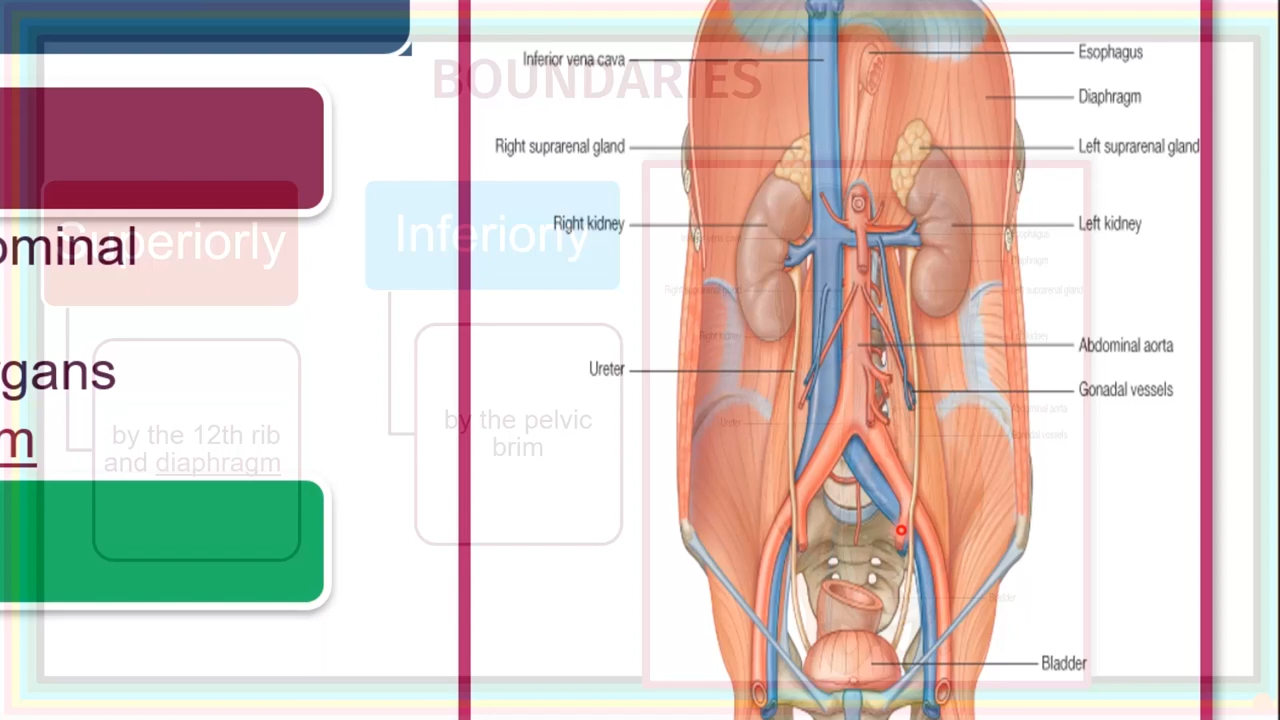 BOUNDARIES
Superiorly
Inferiorly
ominal
rgans
m
by the 12th rib
and diaphragm
by the pelvic
brim
Inferior vena cava
Right suprarenal gland
Right kidney
Ureter
Esophagus
Diaphragm
Left suprarenal gland
Left kidney
Abdominal aorta
Gonadal vessels
Bladder